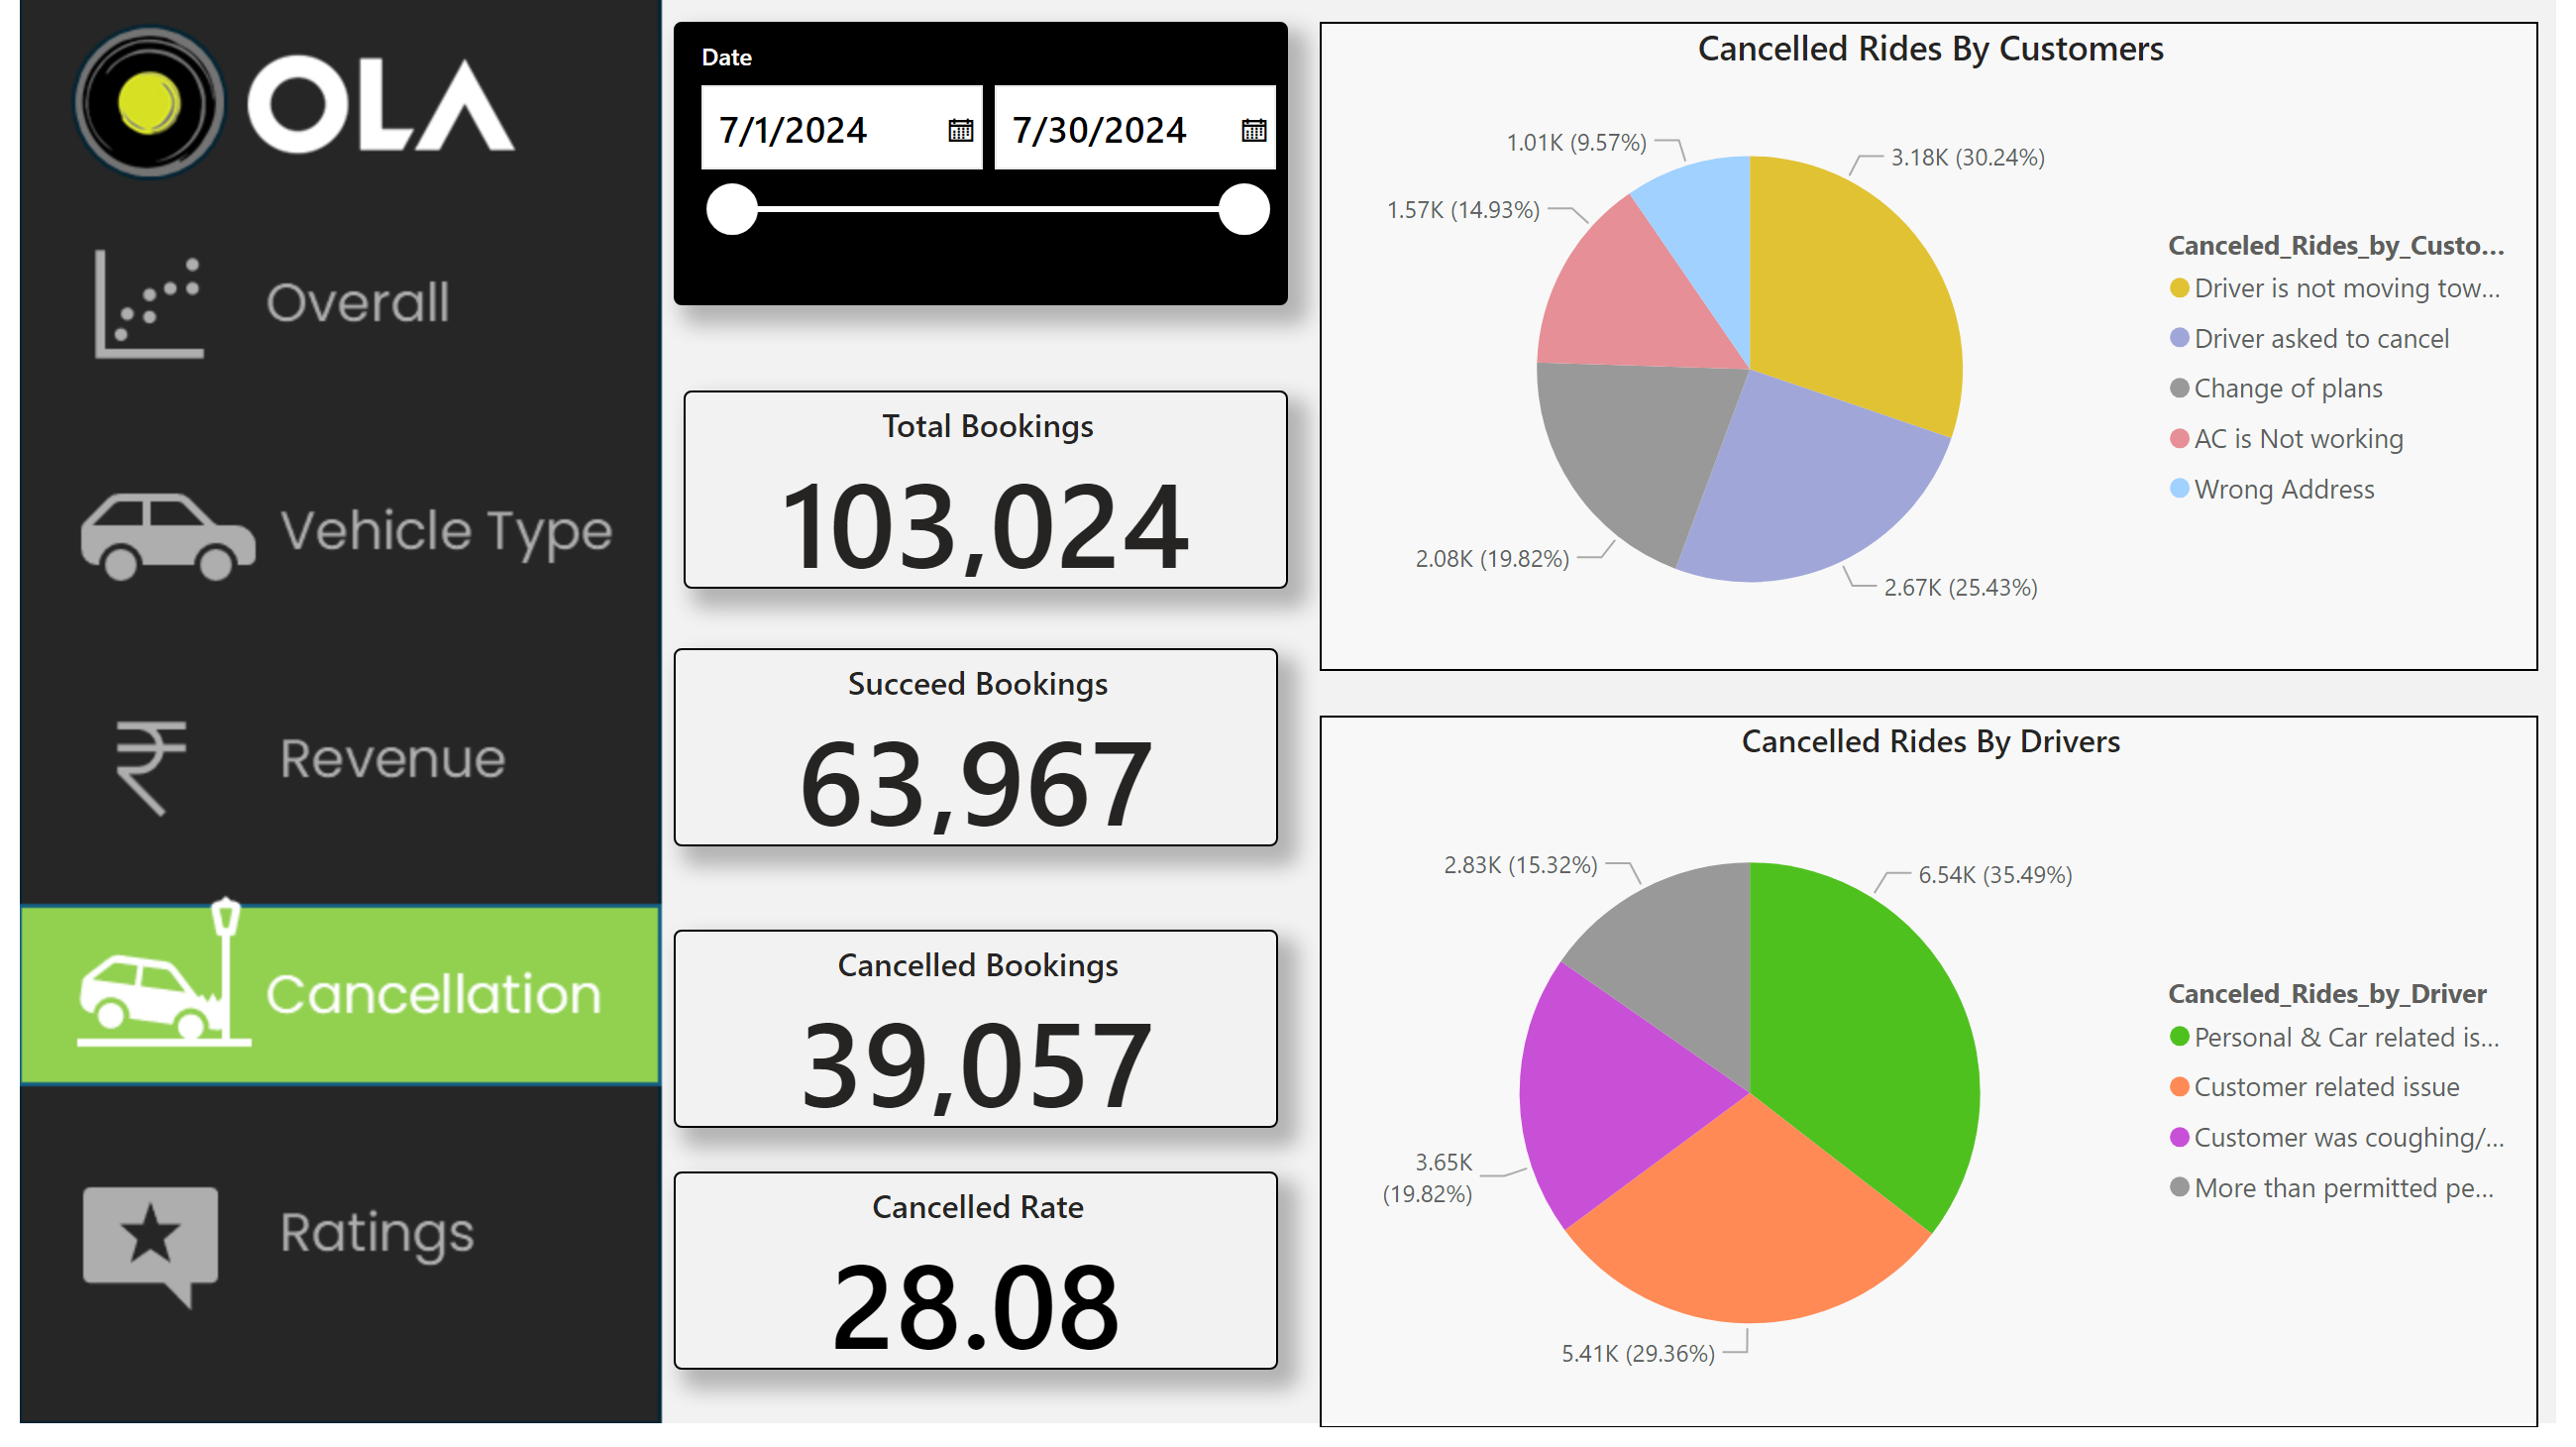 OLA
Overall
Vehicle Type
Revenue
Cancellation
Ratings
Date
7/1/2024
7/30/2024
Total Bookings
103,024
Succeed Bookings
63,967
Cancelled Bookings
39,057
Cancelled Rate
28.08
Cancelled Rides By Customers
1.01K (9.57%)
3.18K (30.24%)
1.57K (14.93%)
2.08K (19.82%)
2.67K (25.43%)
Canceled_Rides_by_Custo...
Driver is not moving tow...
Driver asked to cancel
Change of plans
AC is Not working
Wrong Address
Cancelled Rides By Drivers
2.83K (15.32%)
6.54K (35.49%)
3.65K
(19.82%)
5.41K (29.36%)
Canceled_Rides_by_Driver
Personal & Car related is...
Customer related issue
Customer was coughing/...
More than permitted pe...